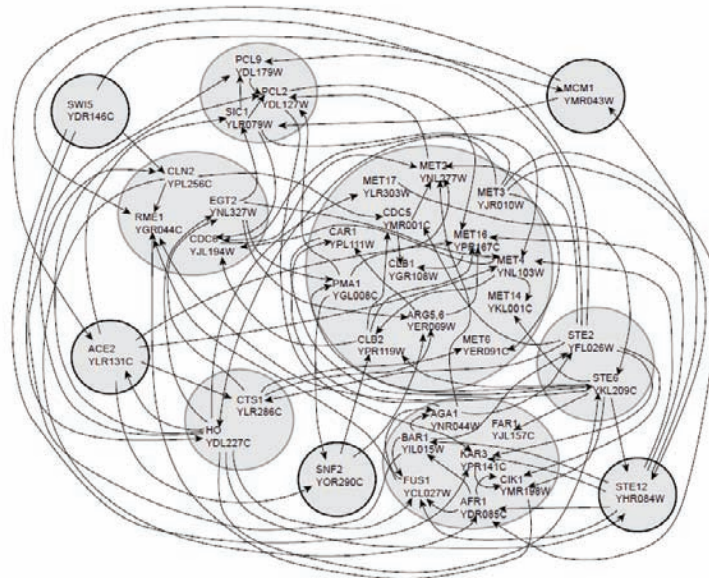 PCL9
YDL179W
PCL2
YDL127W
SIC1
YLR079W
SWI5
YDR146C
MCM1
YMR043W
CLN2
YPL256C
EGT2
YNL327W
RME1
YGR044C
CDC6
YJL194W
MET2
YNL277W
MET17
YLR303W
MET3
YJR010W
CDC5
YMR001C
CAR1
YPL111W
MET16
YPR167C
CLB1
YGR108W
MET4
YNL103W
PMA1
YGL008C
MET14
YKL001C
ARG5,6
YER069W
CLB2
YPR119W
MET6
YER091C
STE2
YFL026W
STE6
YKL209C
ACE2
YLR131C
CTS1
YLR286C
HO
YDL227C
SNF2
YOR290C
AGA1
YNR044W
FAR1
YJL157C
BAR1
YIL015W
KAR3
YPR141C
FUS1
YCL027W
CIK1
YMR198W
AFR1
YDR085C
STE12
YHR084W